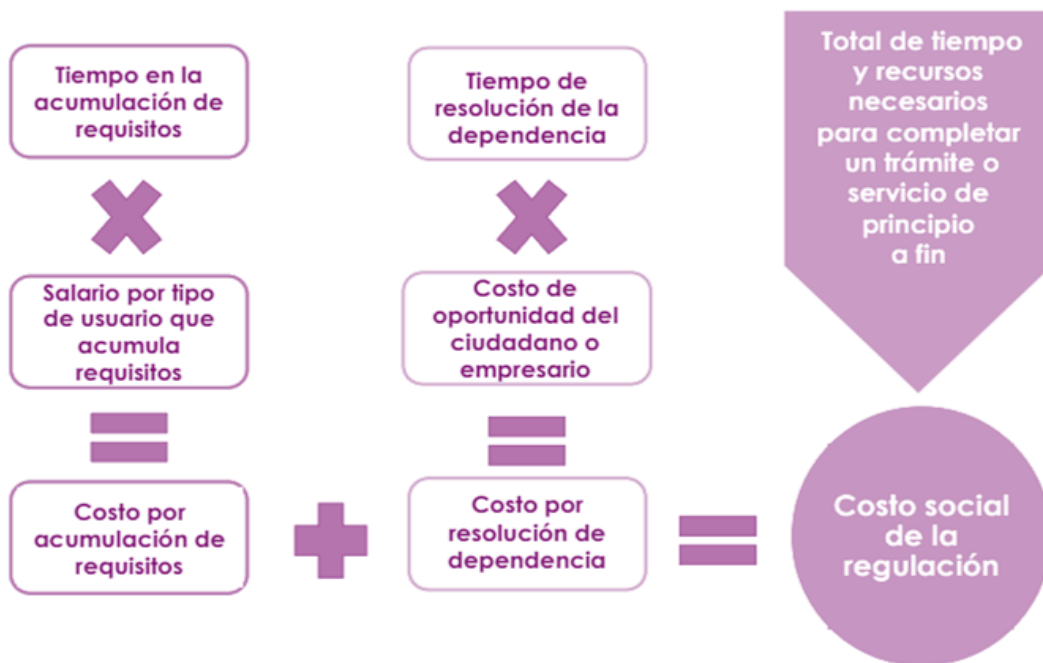 Tiempo en la
acumulación de
requisitos
Salario por tipo
de usuario que
acumula
requisitos
Costo por
acumulación de
requisitos
Tiempo de
resolución de la
dependencia
Costo de
oportunidad del
ciudadano o
empresario
Costo por
resolución de
dependencia
Total de tiempo
y recursos
necesarios
para completar
un trámite o
servicio de
principio
a fin
Costo social
de la
regulación